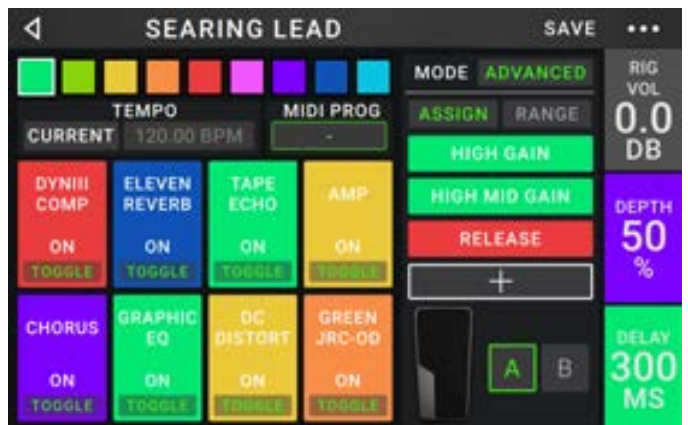 SEARING LEAD
SAVE
TEMPO
MIDI PROG
CURRENT 120.00 BPM
-
DYNIII
COMP
ON
TOGGLE
ELEVEN
REVERB
ON
TOGGLE
TAPE
ECHO
ON
TOGGLE
AMP
ON
TOGGLE
CHORUS
ON
TOGGLE
GRAPHIC
EQ
ON
TOGGLE
DC
DISTORT
ON
TOGGLE
GREEN
JRC-OD
ON
TOGGLE
MODE ADVANCED
ASSIGN RANGE
HIGH GAIN
HIGH MID GAIN
RELEASE
+
A B
RIG
VOL
0.0
DB
DEPTH
50
%
DELAY
300
MS